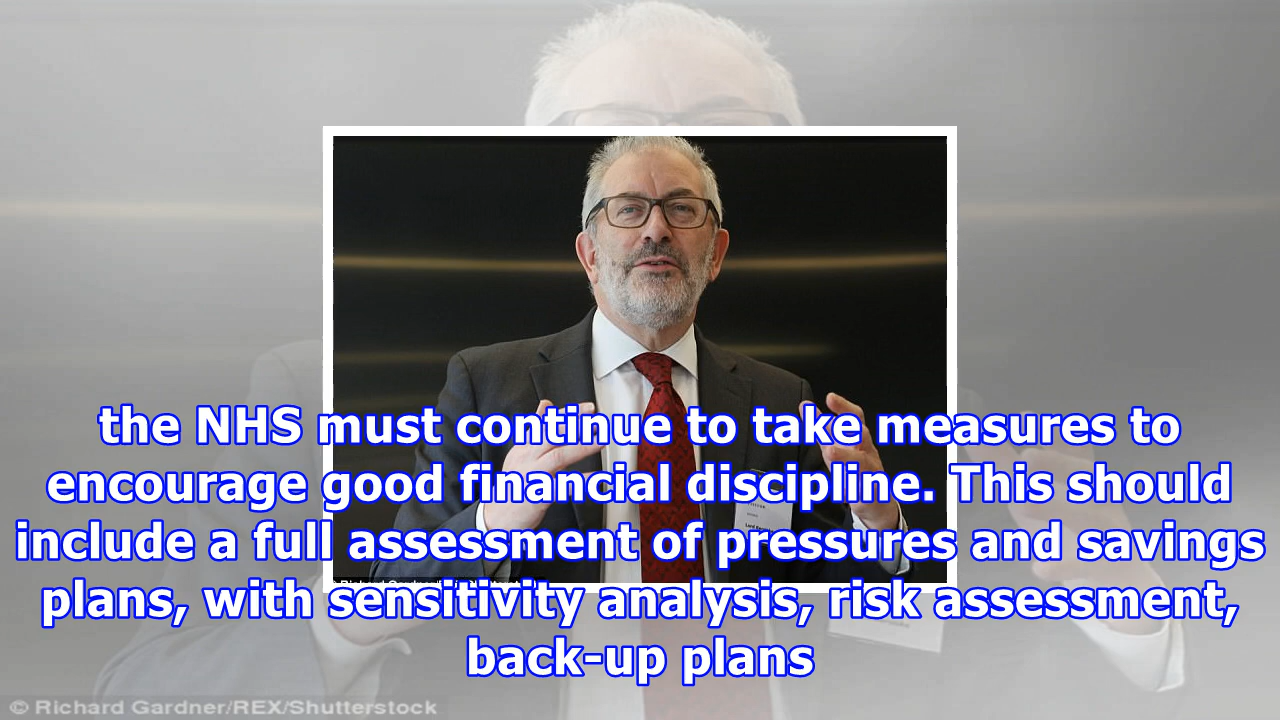 the NHS must continue to take measures to
encourage good financial discipline. This should
include a full assessment of pressures and savings
plans, with sensitivity analysis, risk assessment,
back-up plans
© Richard Gardner/REX/Shutterstock